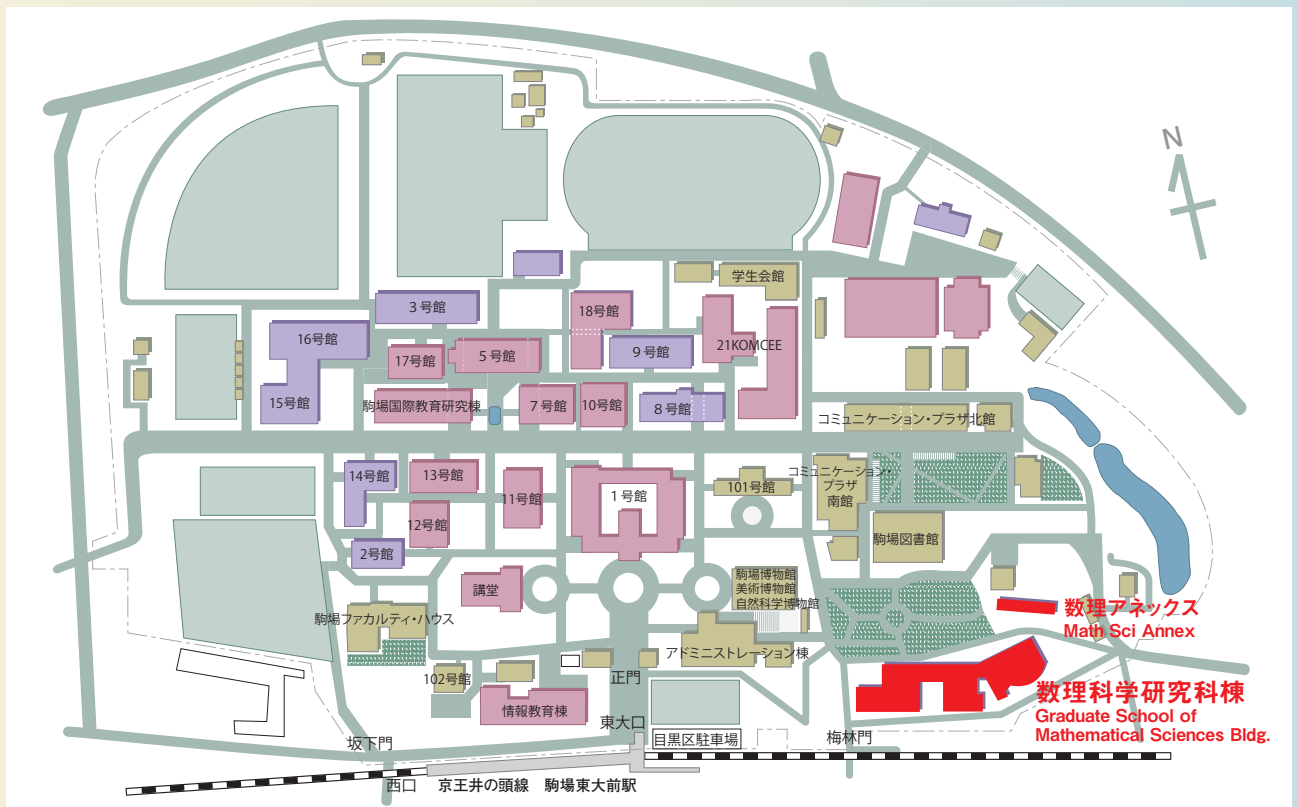 N
学生会館
3号館
18号館
16号館
21KOMCEE
9号館
5号館
17号館
15号館
駒場国際教育研究棟
7号館
10号館
8号館
コミュニケーション・プラザ北館
14号館
13号館
コミュニケーション・
プラザ
南館
101号館
11号館
1号館
12号館
駒場図書館
2号館
講堂
駒場博物館
美術博物館
自然科学博物館
数理アネックス
Math Sci Annex
駒場ファカルティ・ハウス
アドミニストレーション棟
102号館
正門
数理科学研究科棟
Graduate School of
Mathematical Sciences Bldg.
情報教育棟
東大口
坂下門
目黒区駐車場
梅林門
西口
京王井の頭線 駒場東大前駅